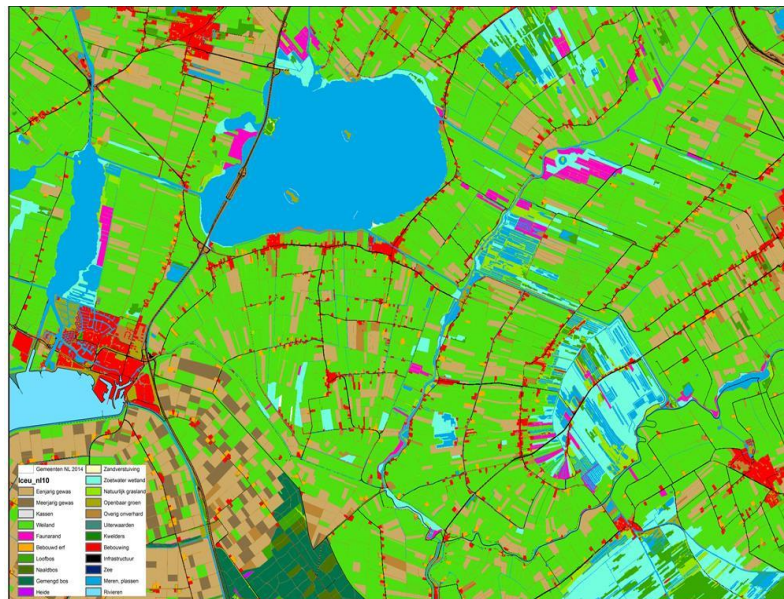 Gemeenten NL 2014
lceu_nl10
Eenjarig gewas
Meerjarig gewas
Kassen
Weiland
Faunarand
Bebouwd erf
Loofbos
Naaldbos
Gemengd bos
Heide
Zandverstuiving
Zoetwater wetland
Natuurlijk grasland
Openbaar groen
Overig onverhard
Uiterwaarden
Kwelders
Bebouwing
Infrastructuur
Zee
Meren, plassen
Rivieren